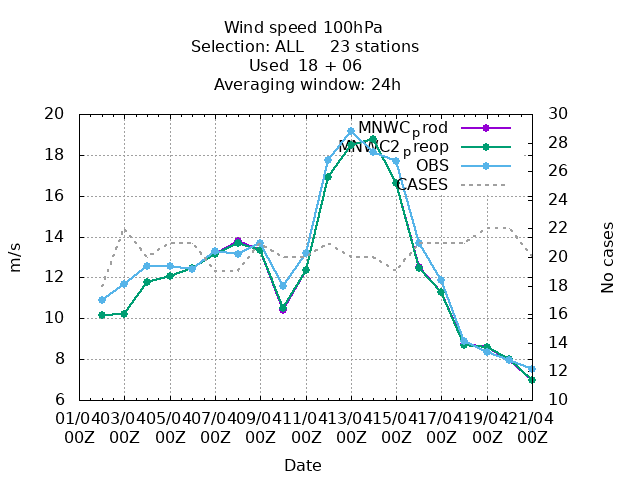 Wind speed 100hPa
Selection: ALL 23 stations
Used 18 + 06
Averaging window: 24h
20
18
16
14
12
10
8
6
m/s
30
28
26
24
22
20
18
16
14
12
10
No cases
MNWCprod
MNWC2preop
OBS
CASES
01/04 03/04 05/04 07/04 09/04 11/04 13/04 15/04 17/04 19/04 21/04
00Z 00Z 00Z 00Z 00Z 00Z 00Z 00Z 00Z 00Z 00Z
Date